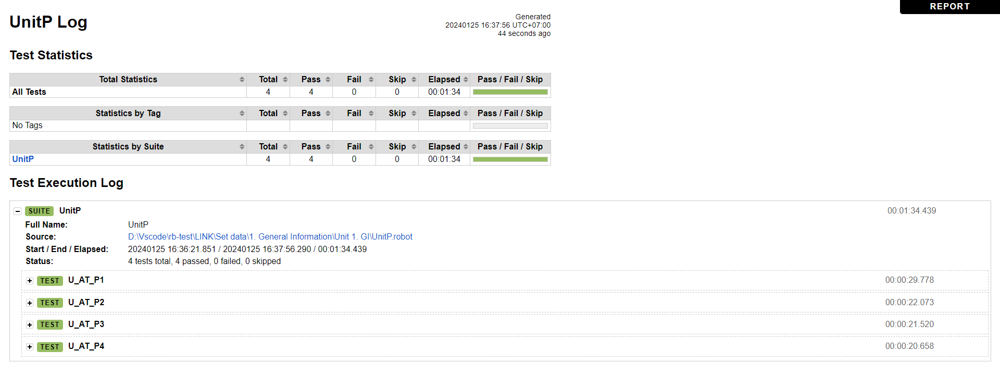 REPORT
UnitP Log
Generated
20240125 16:37:56 UTC+07:00
44 seconds ago
Test Statistics
Total Statistics Total Pass Fail Skip Elapsed Pass / Fail / Skip
All Tests 4 4 0 0 00:01:34
Statistics by Tag Total Pass Fail Skip Elapsed Pass / Fail / Skip
No Tags
Statistics by Suite Total Pass Fail Skip Elapsed Pass / Fail / Skip
UnitP 4 4 0 0 00:01:34
Test Execution Log
SUITE UnitP 00:01:34.439
Full Name: UnitP
Source: D:\Vscode\rb-test\LINK\Set data\1. General Information\Unit 1. GI\UnitP.robot
Start / End / Elapsed: 20240125 16:36:21.851 / 20240125 16:37:56.290 / 00:01:34.439
Status: 4 tests total, 4 passed, 0 failed, 0 skipped
TEST U_AT_P1 00:00:29.778
TEST U_AT_P2 00:00:22.073
TEST U_AT_P3 00:00:21.520
TEST U_AT_P4 00:00:20.658